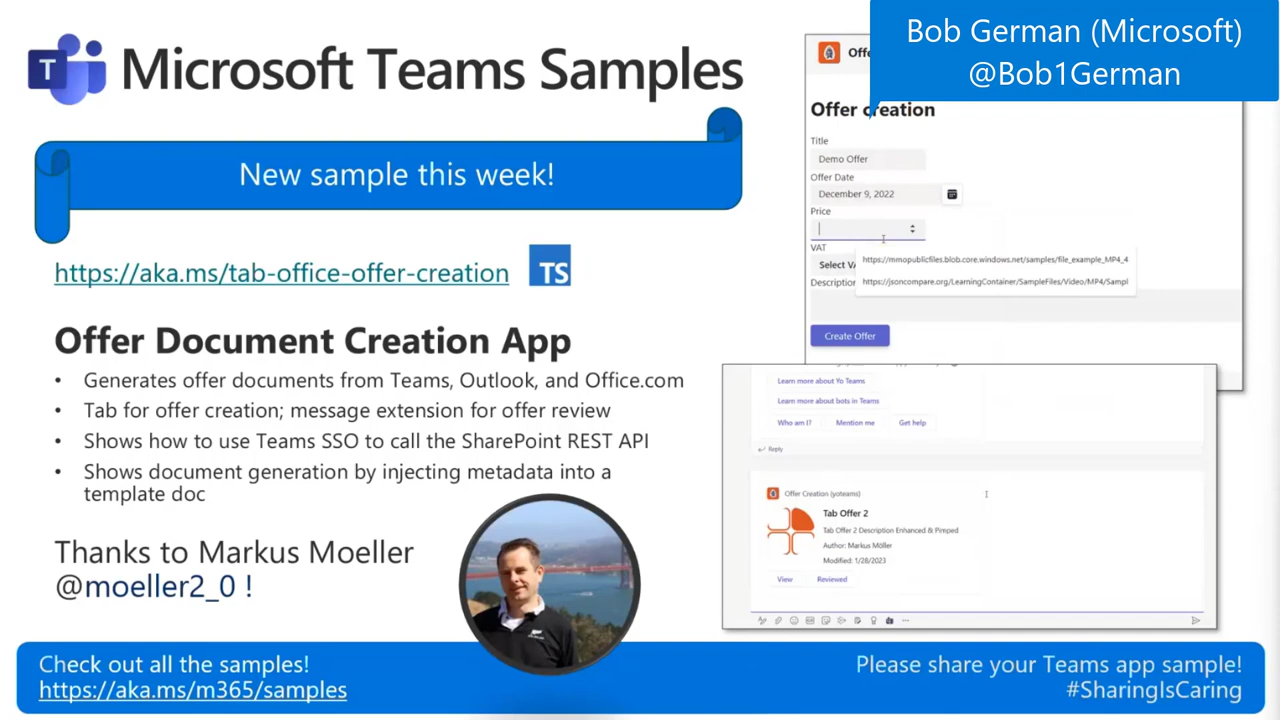 Bob German (Microsoft)
@Bob1German
T
Microsoft Teams Samples
New sample this week!
https://aka.ms/tab-office-offer-creation
TS
Offer Document Creation App
• Generates offer documents from Teams, Outlook, and Office.com
• Tab for offer creation; message extension for offer review
• Shows how to use Teams SSO to call the SharePoint REST API
• Shows document generation by injecting metadata into a
template doc
Thanks to Markus Moeller
@moeller2_0 !
Offer creation
Title
Demo Offer
Offer Date
December 9, 2022
Price
VAT
https://mmopublicfiles.blob.core.windows.net/samples/file_example_MP4_4
Select
https://jsoncompare.org/LearningContainer/SampleFiles/Video/MP4/Sampl
Description
Create Offer
Learn more about Yo Teams
Learn more about bots in Teams
Who am I? Mention me Get help
Reply
Offer Creation (yoteams)
Tab Offer 2
Tab Offer 2 Description Enhanced & Pimped
Author: Markus Möller
Modified: 1/28/2023
View Reviewed
Check out all the samples!
https://aka.ms/m365/samples
Please share your Teams app sample!
#SharingIsCaring